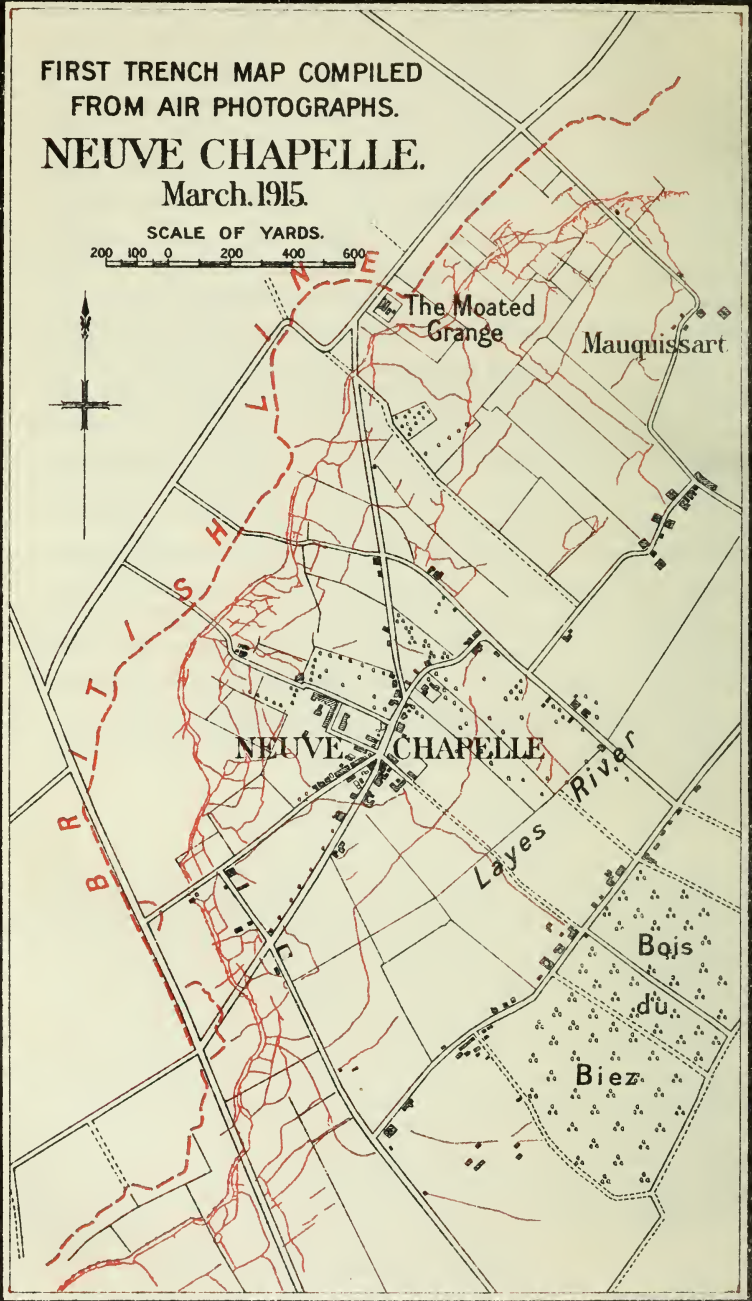 FIRST TRENCH MAP COMPILED
FROM AIR PHOTOGRAPHS.
NEUVE CHAPELLE.
March. 1915.
SCALE OF YARDS.
200 100 0 200 400 600
N
BRITISH LINE
The Moated
Grange
Mauquissart
NEUVE CHAPELLE
Layes River
Bois
du
Biez